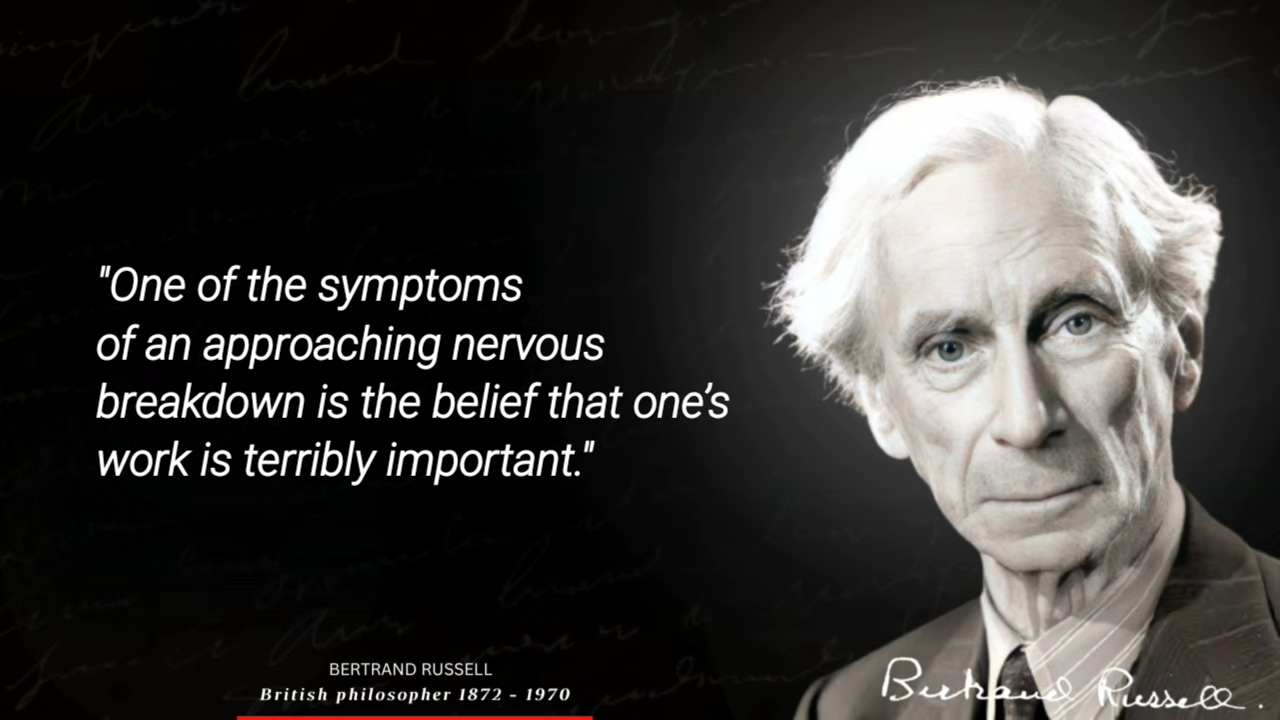 "One of the symptoms
of an approaching nervous
breakdown is the belief that one’s
work is terribly important."
BERTRAND RUSSELL
British philosopher 1872 - 1970
Bertrand Russell.